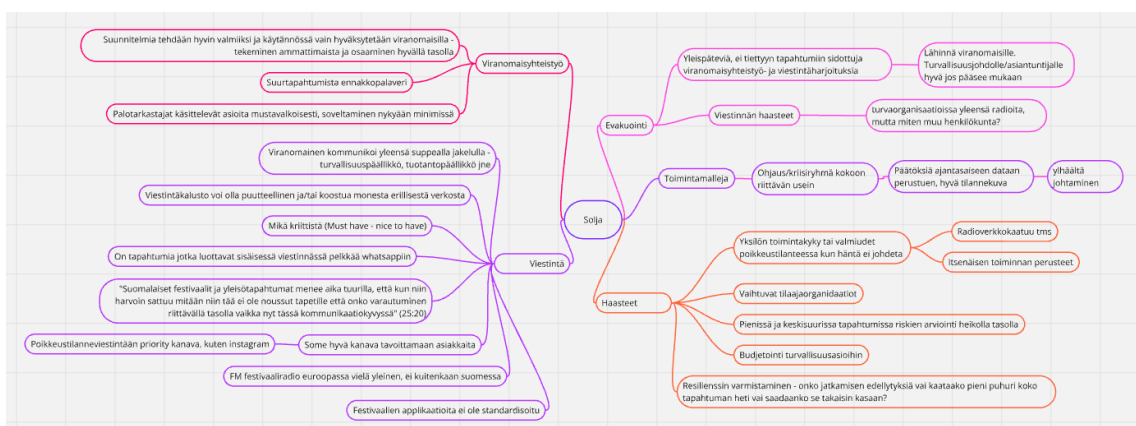 Suunnitelmia tehdään hyvin valmiiksi ja käytännössä vain hyväksytetään viranomaisilla -
tekeminen ammattimaista ja osaaminen hyvällä tasolla
Viranomaisyhteistyö
Suurtapahtumista ennakkopalaveri
Palotarkastajat käsittelevät asioita mustavalkoisesti, soveltaminen nykyään minimissä
Viranomainen kommunikoi yleensä suppealla jakelulla -
turvallisuuspäällikkö, tuotantopäällikkö jne
Viestintäkalusto voi olla puutteellinen ja/tai koostua monesta erillisestä verkosta
Mikä kriittistä (Must have - nice to have)
On tapahtumia jotka luottavat sisäisessä viestinnässä pelkkää whatsappiin
Viestintä
"Suomalaiset festivaalit ja yleisötapahtumat menee aika tuurilla, että kun niin
harvoin sattuu mitään niin tää ei ole noussut tapetille että onko varautuminen
riittävällä tasolla vaikka nyt tässä kommunikaatiokyvyssä" (25:20)
Poikkeustilanneviestintään priority kanava, kuten instagram
Some hyvä kanava tavoittamaan asiakkaita
FM festivaaliradio euroopassa vielä yleinen, ei kuitenkaan suomessa
Festivaalien applikaatioita ei ole standardisoitu
Solja
Evakuointi
Yleispäteviä, ei tiettyyn tapahtumiin sidottuja
viranomaisyhteistyö- ja viestintäharjoituksia
Lähinnä viranomaisille.
Turvallisuusjohdolle/asiantuntijalle
hyvä jos pääsee mukaan
Viestinnän haasteet
turvaorganisaatioissa yleensä radioita,
mutta miten muu henkilökunta?
Toimintamalleja
Ohjaus/kriisiryhmä kokoon
riittävän usein
Päätöksiä ajantasaiseen dataan
perustuen, hyvä tilannekuva
ylhäältä
johtaminen
Haasteet
Yksilön toimintakyky tai valmiudet
poikkeustilanteessa kun häntä ei johdeta
Radioverkkokaatuu tms
Itsenäisen toiminnan perusteet
Vaihtuvat tilaajaorganidaatiot
Pienissä ja keskisuurissa tapahtumissa riskien arviointi heikolla tasolla
Budjetointi turvallisuusasioihin
Resilienssin varmistaminen - onko jatkamisen edellytyksiä vai kaataako pieni puhuri koko
tapahtuman heti vai saadaanko se takaisin kasaan?